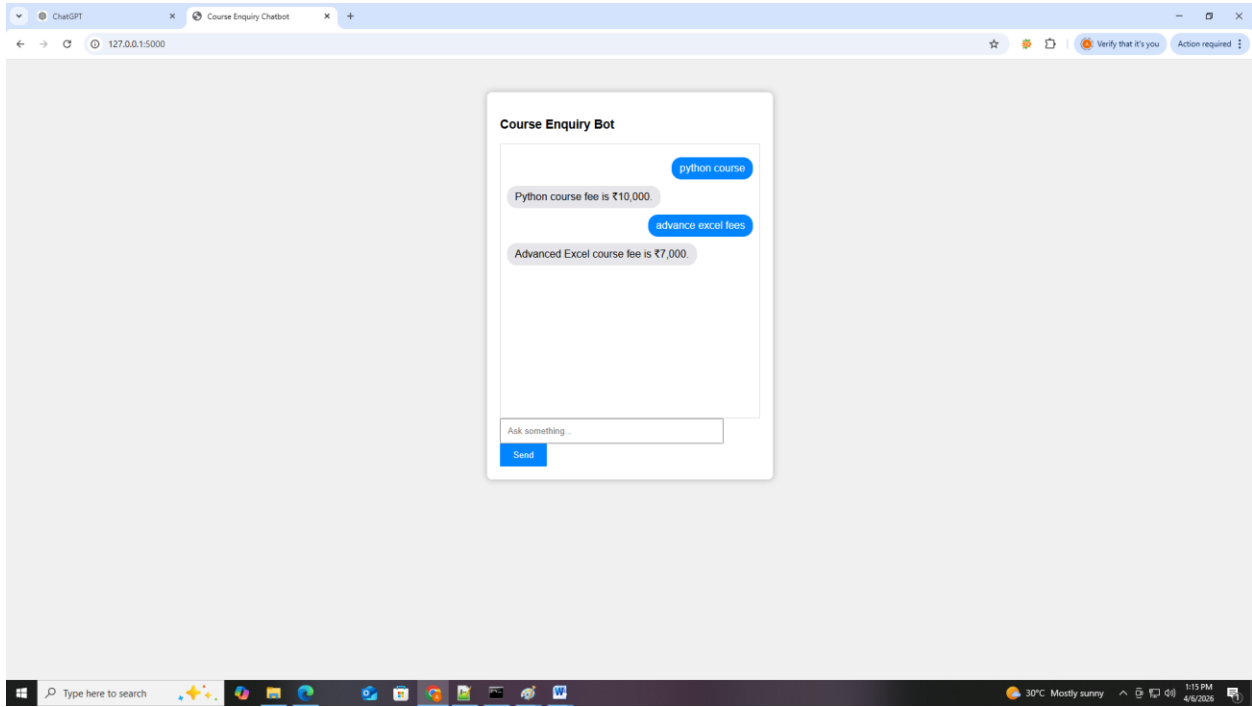 ChatGPT
Course Enquiry Chatbot
127.0.0.1:5000
Verify that it's you
Action required
Course Enquiry Bot
python course
Python course fee is ₹10,000.
advance excel fees
Advanced Excel course fee is ₹7,000.
Ask something...
Send
Type here to search
30°C Mostly sunny
1:15 PM
4/6/2026